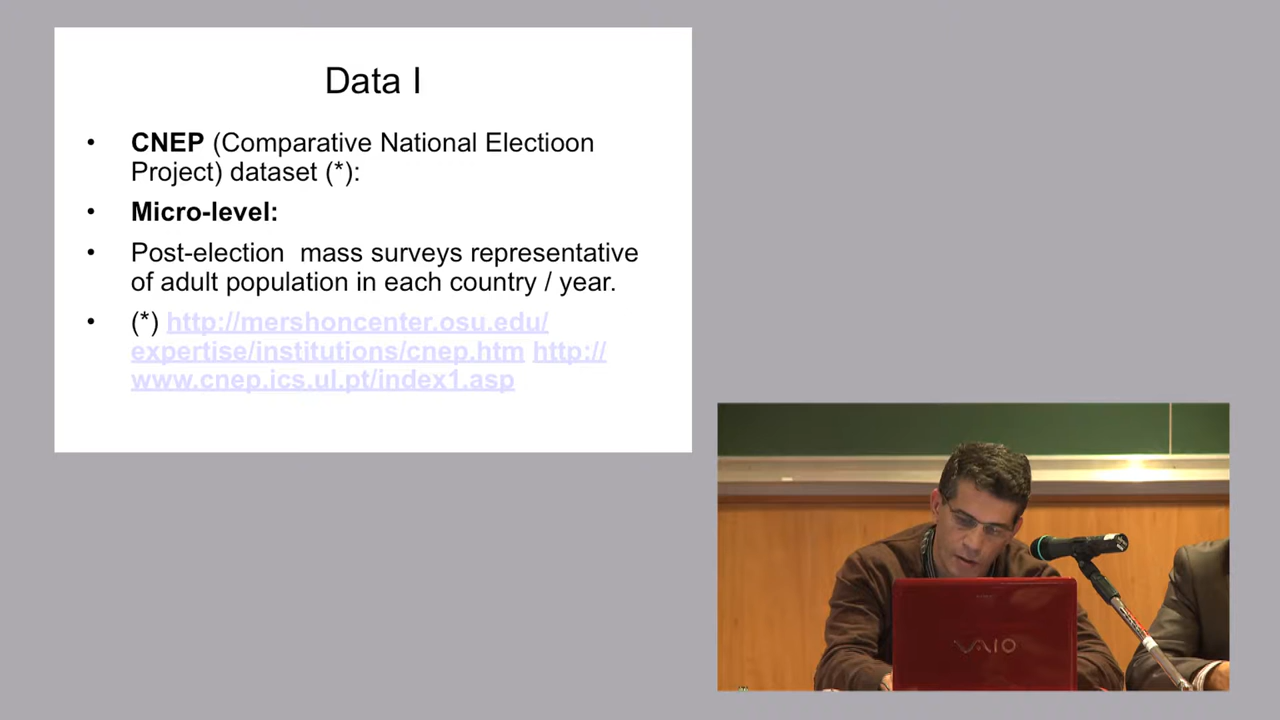 Data I
• CNEP (Comparative National Electioon
Project) dataset (*):
• Micro-level:
• Post-election  mass surveys representative
of adult population in each country / year.
• (*) http://mershoncenter.osu.edu/
expertise/institutions/cnep.htm http://
www.cnep.ics.ul.pt/index1.asp
VAIO